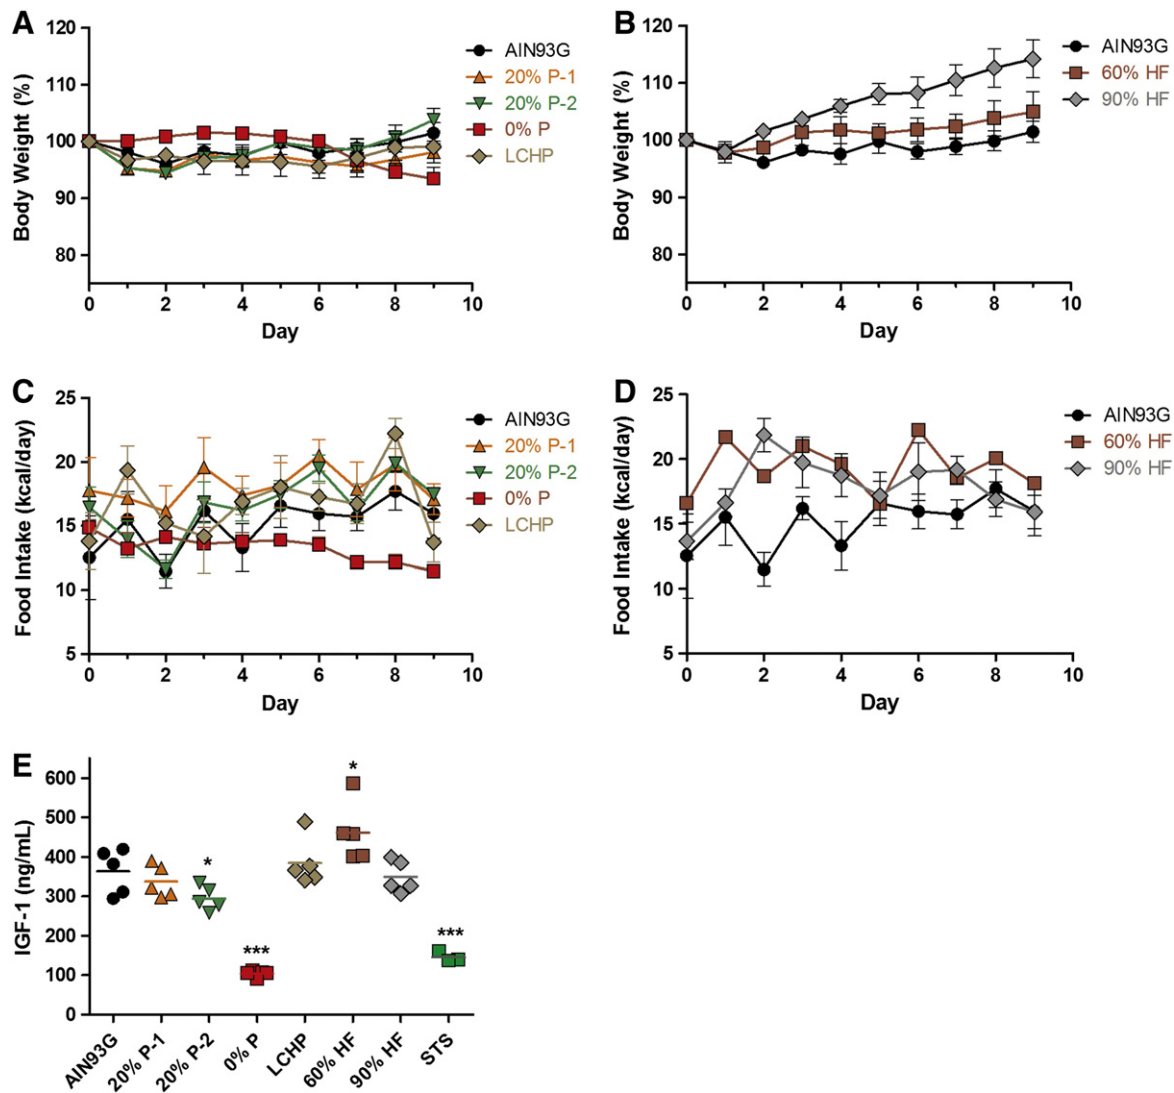 A
Body Weight (%)
120
110
100
90
80
0 2 4 6 8 10
Day
AIN93G
20% P-1
20% P-2
0% P
LCHP
B
Body Weight (%)
120
110
100
90
80
0 2 4 6 8 10
Day
AIN93G
60% HF
90% HF
C
Food Intake (kcal/day)
25
20
15
10
5
0 2 4 6 8 10
Day
AIN93G
20% P-1
20% P-2
0% P
LCHP
D
Food Intake (kcal/day)
25
20
15
10
5
0 2 4 6 8 10
Day
AIN93G
60% HF
90% HF
E
IGF-1 (ng/mL)
600
500
400
300
200
100
0
*
***
*
***
AIN93G 20% P-1 20% P-2 0% P LCHP 60% HF 90% HF STS